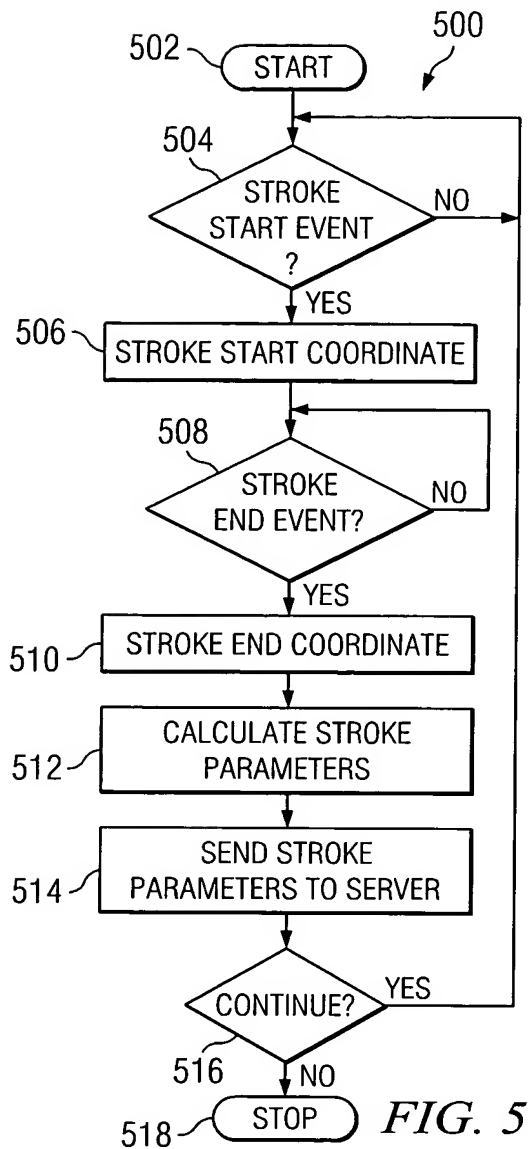 500
502
START
504
STROKE
START EVENT
?
NO
YES
506
STROKE START COORDINATE
508
STROKE
END EVENT?
NO
YES
510
STROKE END COORDINATE
512
CALCULATE STROKE
PARAMETERS
514
SEND STROKE
PARAMETERS TO SERVER
CONTINUE?
YES
516
NO
518
STOP
FIG. 5